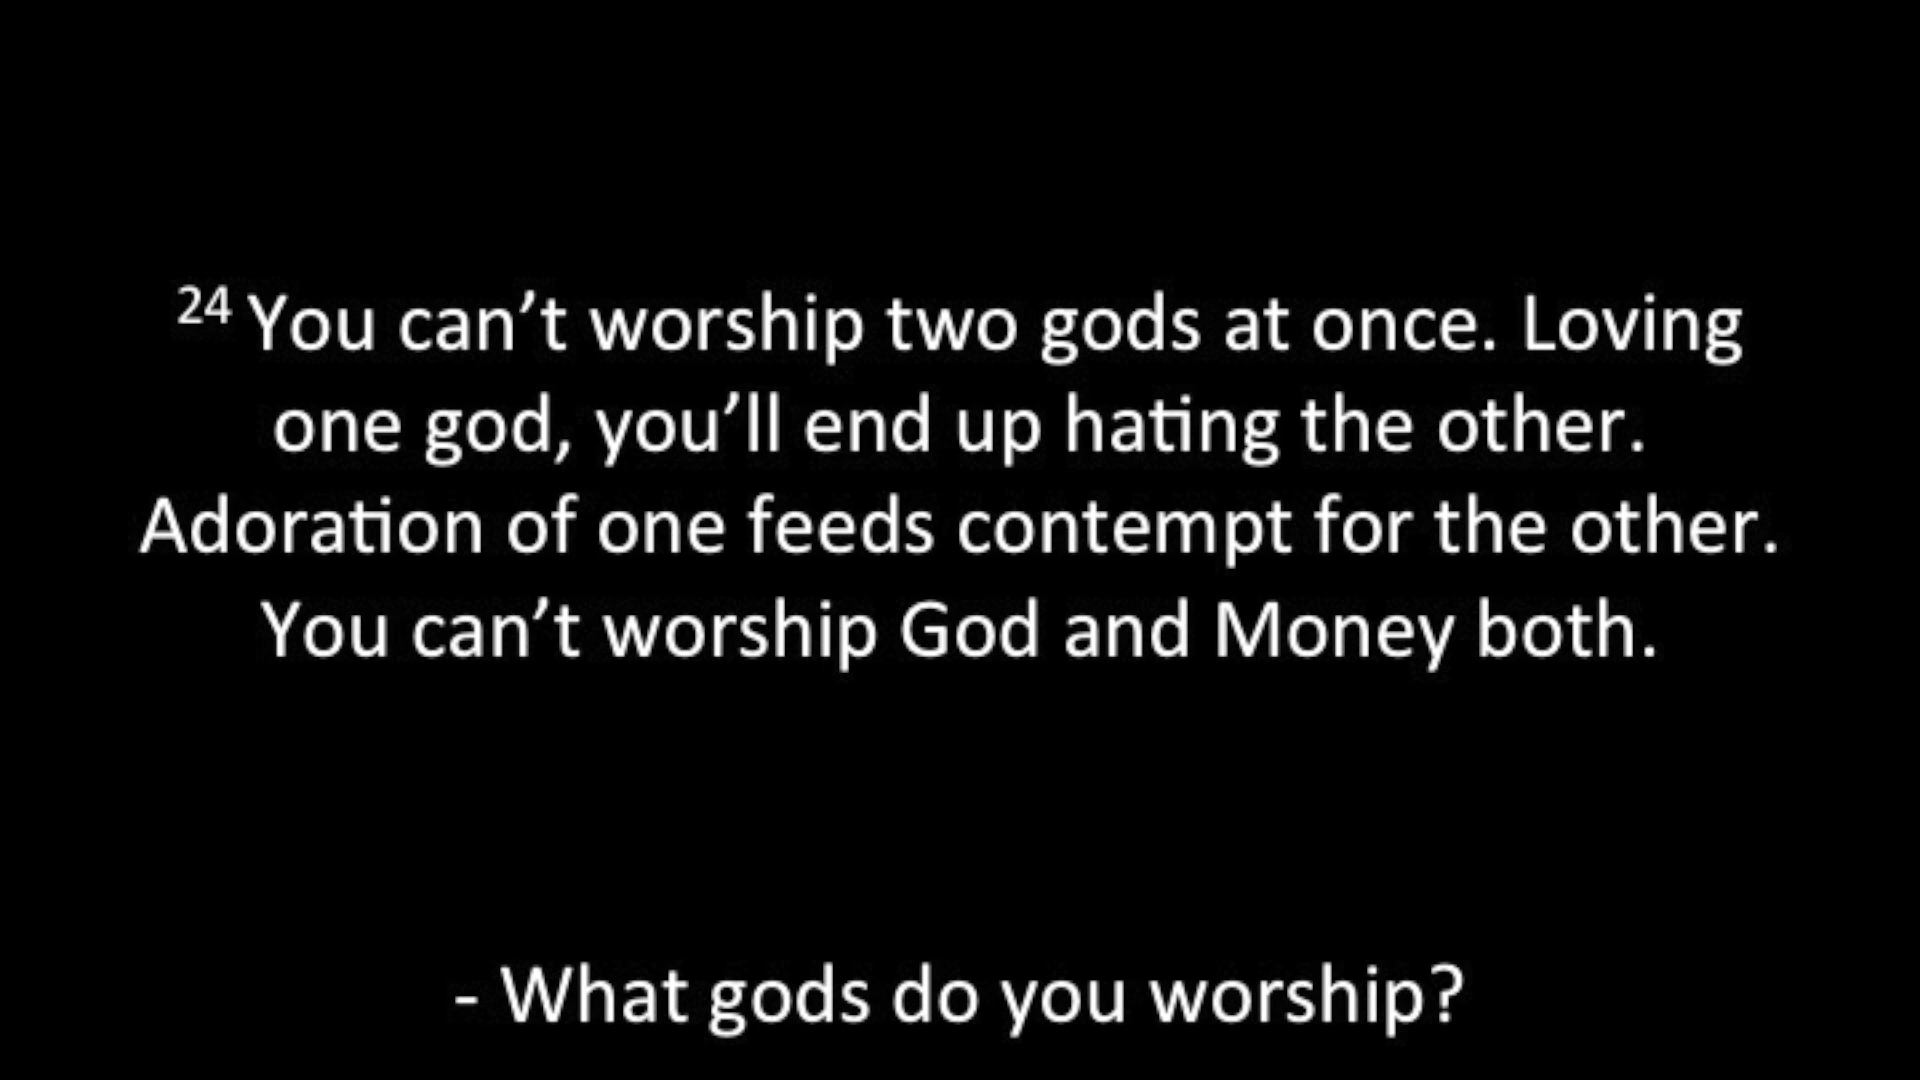 24 You can’t worship two gods at once. Loving
one god, you’ll end up hating the other.
Adoration of one feeds contempt for the other.
You can’t worship God and Money both.
- What gods do you worship?